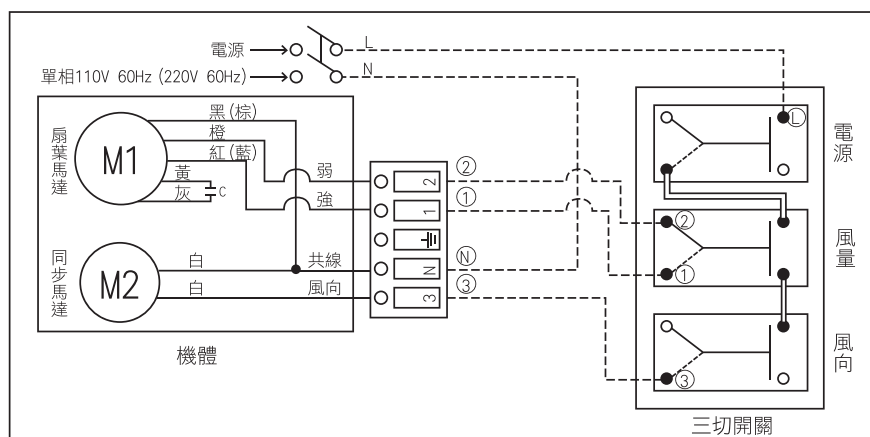 電源
L
單相110V 60Hz (220V 60Hz)
N
扇葉馬達
M1
黑(棕)
橙
紅(藍)
黃
灰
C
弱
強
2
1
N
3
②
①
Ⓝ
③
同步馬達
M2
白
白
共線
風向
機體
Ⓛ
電源
②
①
風量
③
風向
三切開關